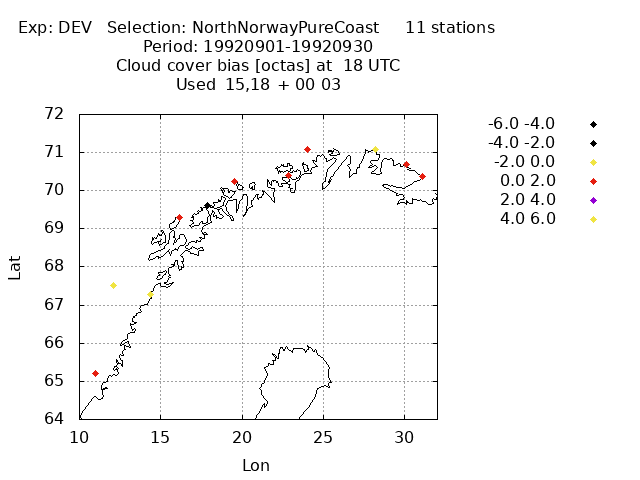 Exp: DEV   Selection: NorthNorwayPureCoast     11 stations
Period: 19920901-19920930
Cloud cover bias [octas] at  18 UTC
Used  15,18  + 00 03
-6.0 -4.0
-4.0 -2.0
-2.0 0.0
0.0 2.0
2.0 4.0
4.0 6.0
72
71
70
69
68
67
66
65
64
Lat
10 15 20 25 30
Lon